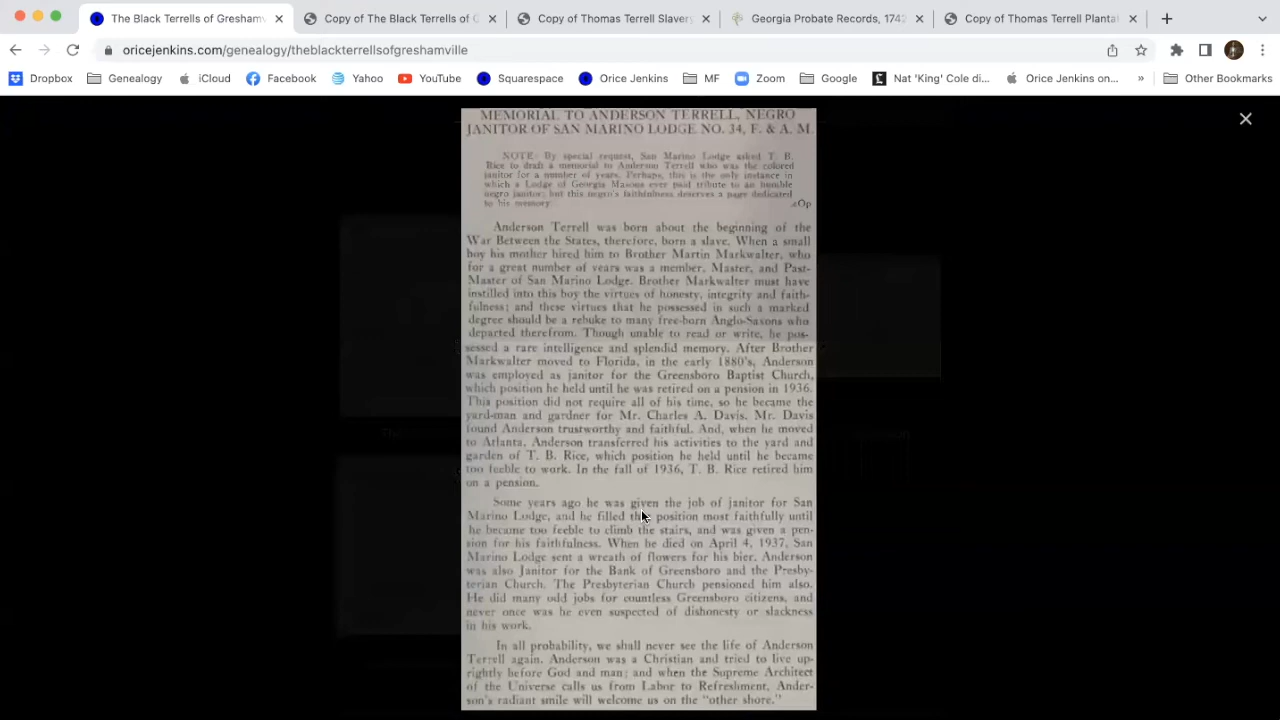 The Black Terrells of Greshamv
Copy of The Black Terrells of G
Copy of Thomas Terrell Slavery
Georgia Probate Records, 1742
Copy of Thomas Terrell Planta
oricejenkins.com/genealogy/theblackterrellsofgreshamville
Dropbox
Genealogy
iCloud
Facebook
Yahoo
YouTube
Squarespace
Orice Jenkins
MF
Zoom
Google
Nat 'King' Cole di...
Orice Jenkins on...
»
Other Bookmarks
MEMORIAL TO ANDERSON TERRELL, NEGRO
JANITOR OF SAN MARINO LODGE NO. 34, F. & A. M.
NOTE: By special request, San Marino Lodge asked T. B.
Rice to draft a memorial to Anderson Terrell who was the colored
janitor for a number of years. Perhaps, this is the only instance in
which a Lodge of Georgia Masons ever paid tribute to an humble
negro janitor; but this negro's faithfulness deserves a page dedicated
to his memory.
Anderson Terrell was born about the beginning of the
War Between the States, therefore, born a slave. When a small
boy his mother hired him to Brother Martin Markwalter, who
for a great number of years was a member, Master, and Past-
Master of San Marino Lodge. Brother Markwalter must have
instilled into this boy the virtues of honesty, integrity and faith-
fulness; and these virtues that he possessed in such a marked
degree should be a rebuke to many free-born Anglo-Saxons who
departed therefrom. Though unable to read or write, he pos-
sessed a rare intelligence and splendid memory. After Brother
Markwalter moved to Florida, in the early 1880's, Anderson
was employed as janitor for the Greensboro Baptist Church,
which position he held until he was retired on a pension in 1936.
This position did not require all of his time, so he became the
yard-man and gardner for Mr. Charles A. Davis. Mr. Davis
found Anderson trustworthy and faithful. And, when he moved
to Atlanta, Anderson transferred his activities to the yard and
garden of T. B. Rice, which position he held until he became
too feeble to work. In the fall of 1936, T. B. Rice retired him
on a pension.
Some years ago he was given the job of janitor for San
Marino Lodge, and he filled this position most faithfully until
he became too feeble to climb the stairs, and was given a pen-
sion for his faithfulness. When he died on April 4, 1937, San
Marino Lodge sent a wreath of flowers for his bier. Anderson
was also Janitor for the Bank of Greensboro and the Presby-
terian Church. The Presbyterian Church pensioned him also.
He did many odd jobs for countless Greensboro citizens, and
never once was he even suspected of dishonesty or slackness
in his work.
In all probability, we shall never see the life of Anderson
Terrell again. Anderson was a Christian and tried to live up-
rightly before God and man; and when the Supreme Architect
of the Universe calls us from Labor to Refreshment, Ander-
son's radiant smile will welcome us on the "other shore."